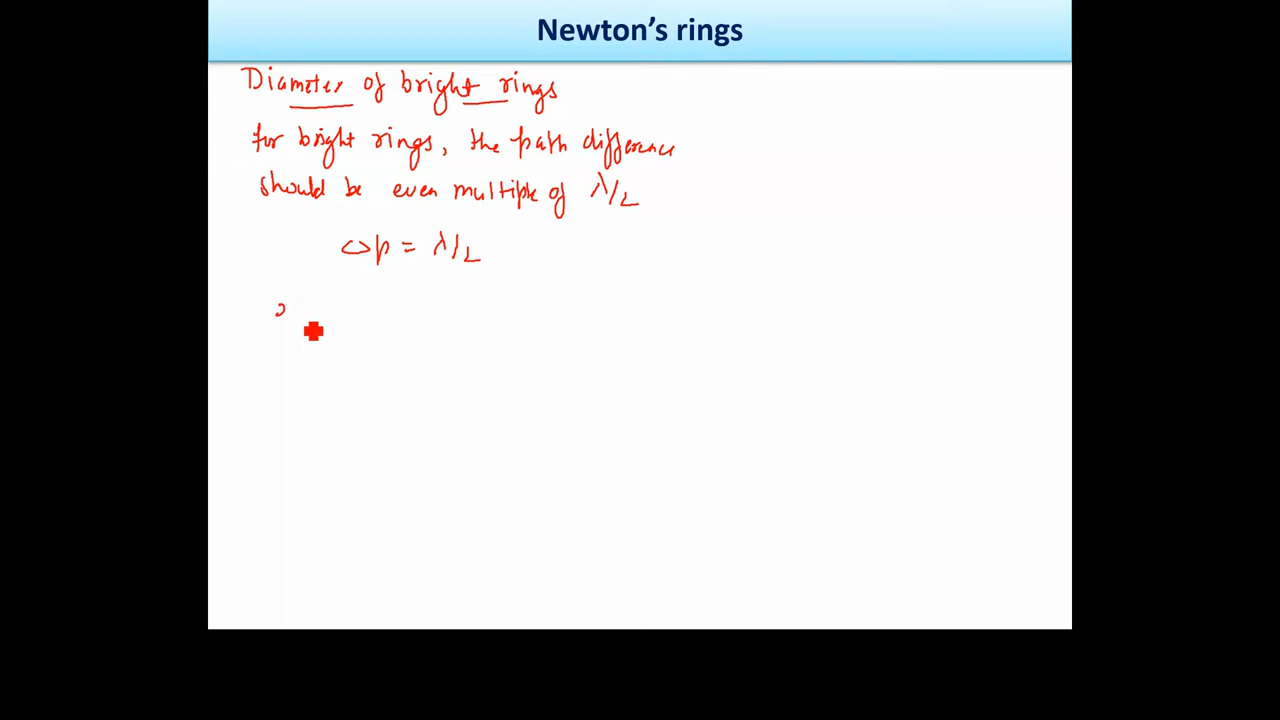 Newton's rings
Diameter of bright rings
for bright rings, the path difference
should be even multiple of λ/2
Δp = λ/2
2